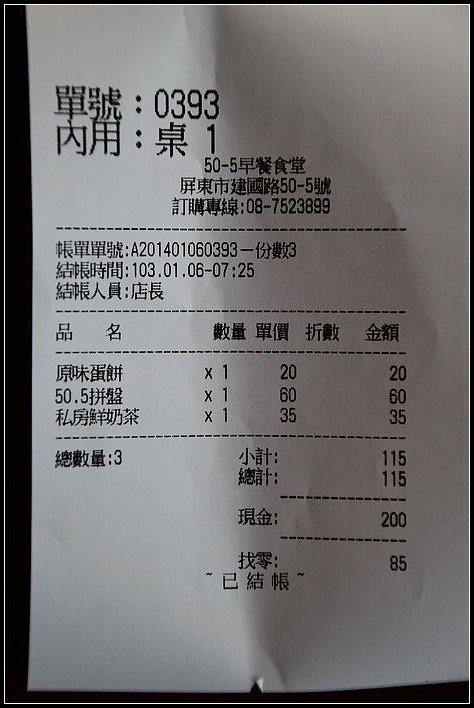 單號：0393
內用：桌 1
50-5早餐食堂
屏東市建國路50-5號
訂購專線:08-7523899
帳單單號:A201401060393－份數3
結帳時間:103.01.06-07:25
結帳人員:店長
品 名 數量 單價 折數 金額
原味蛋餅 x 1 20 20
50.5拼盤 x 1 60 60
私房鮮奶茶 x 1 35 35
總數量:3 小計: 115
總計: 115
現金: 200
找零: 85
~ 已 結 帳 ~